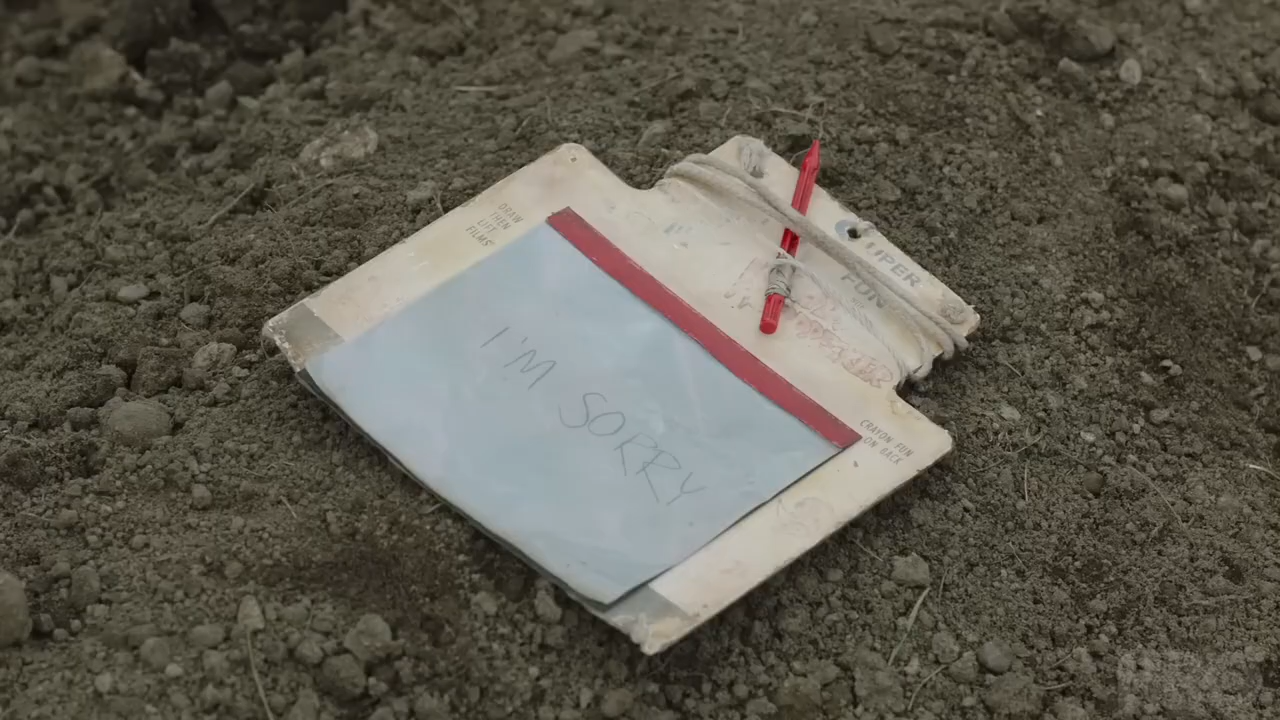 DRAW
THEN
LIFT
FILMS
I'M SORRY
UPER
FUN
CRAYON FUN
ON BACK